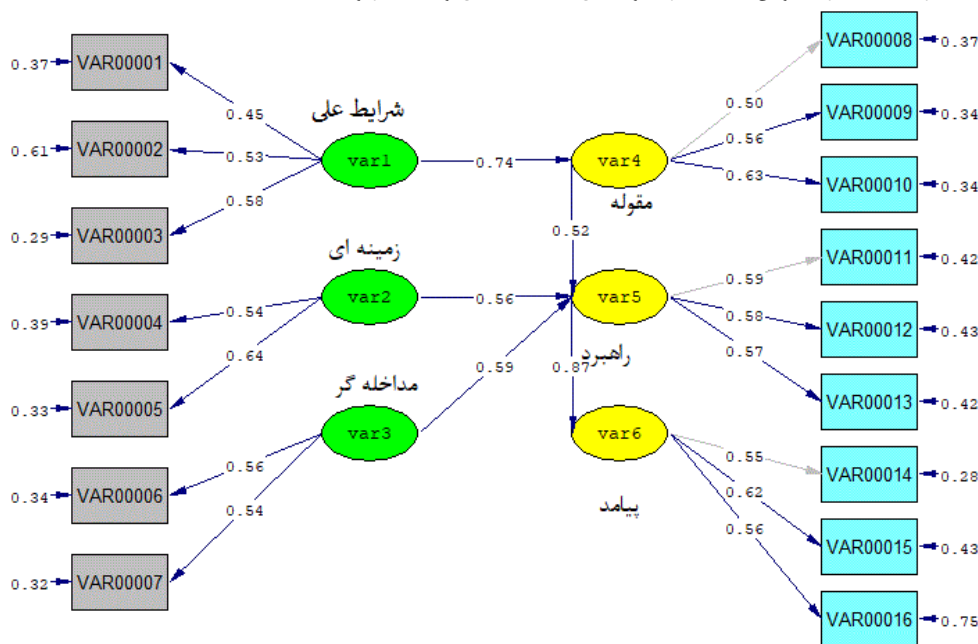 VAR00008 0.37
0.37 VAR00001
0.50
0.45 شرایط علی 0.56 VAR00009 0.34
0.61 VAR00002 0.53 var1 0.74 var4
0.63 VAR00010 0.34
0.58 مقوله
0.29 VAR00003 0.52
زمینه ای VAR00011 0.42
0.59
var2 0.56 var5
0.39 VAR00004 0.54 0.58 VAR00012 0.43
0.64 0.57
مداخله گر 0.59 راهبرد 0.87
0.33 VAR00005 VAR00013 0.42
var3 var6
0.55
0.56 VAR00014 0.28
0.34 VAR00006 0.62
0.54 پیامد 0.56
VAR00015 0.43
0.32 VAR00007
VAR00016 0.75